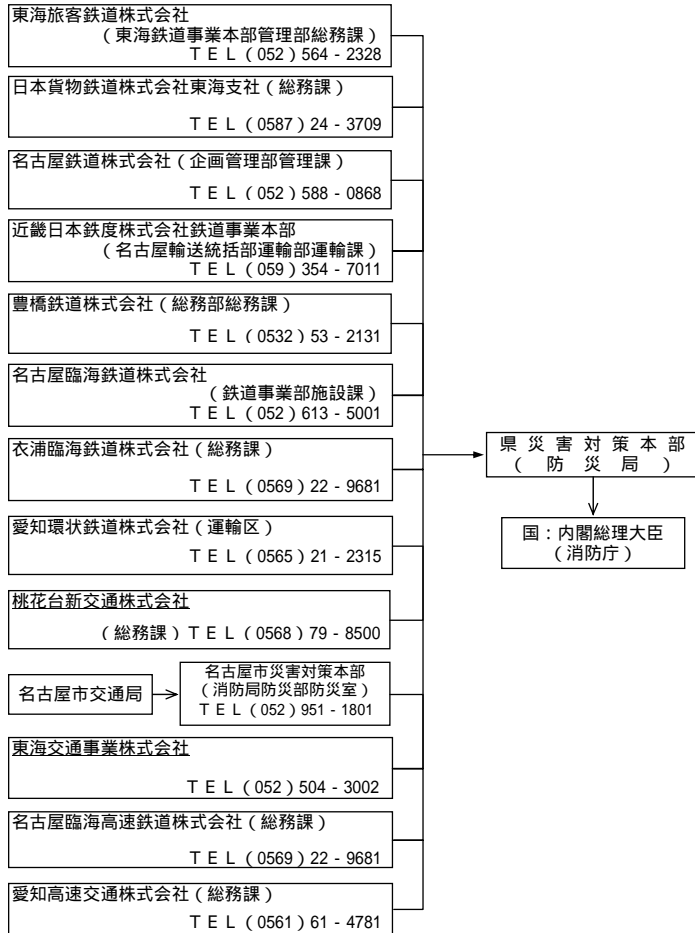 東海旅客鉄道株式会社
(東海鉄道事業本部管理部総務課)
TEL(052)564-2328
日本貨物鉄道株式会社東海支社(総務課)
TEL(0587)24-3709
名古屋鉄道株式会社(企画管理部管理課)
TEL(052)588-0868
近畿日本鉄度株式会社鉄道事業本部
(名古屋輸送統括部運輸部運輸課)
TEL(059)354-7011
豊橋鉄道株式会社(総務部総務課)
TEL(0532)53-2131
名古屋臨海鉄道株式会社
(鉄道事業部施設課)
TEL(052)613-5001
衣浦臨海鉄道株式会社(総務課)
TEL(0569)22-9681
愛知環状鉄道株式会社(運輸区)
TEL(0565)21-2315
桃花台新交通株式会社
(総務課)TEL(0568)79-8500
名古屋市交通局
名古屋市災害対策本部
(消防局防災部防災室)
TEL(052)951-1801
東海交通事業株式会社
TEL(052)504-3002
名古屋臨海高速鉄道株式会社(総務課)
TEL(0569)22-9681
愛知高速交通株式会社(総務課)
TEL(0561)61-4781
県災害対策本部
(防災局)
国:内閣総理大臣
(消防庁)